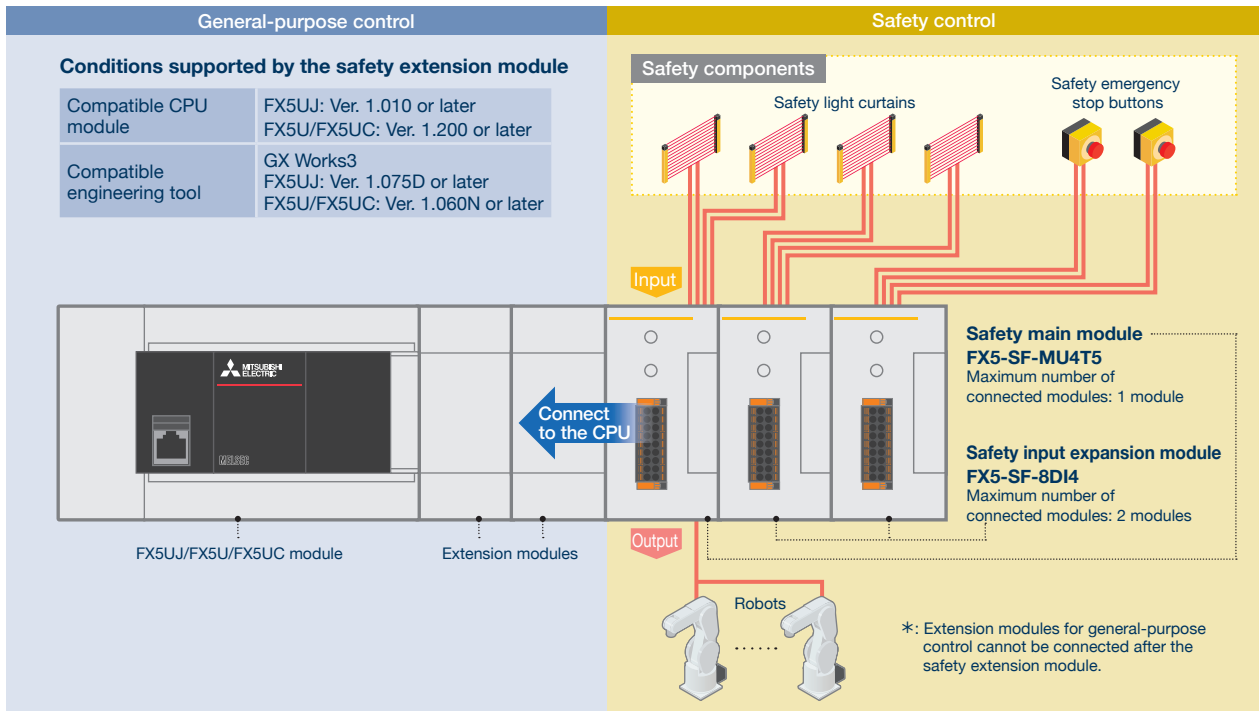 General-purpose control
Safety control
Conditions supported by the safety extension module
Compatible CPU
module
FX5UJ: Ver. 1.010 or later
FX5U/FX5UC: Ver. 1.200 or later
Compatible
engineering tool
GX Works3
FX5UJ: Ver. 1.075D or later
FX5U/FX5UC: Ver. 1.060N or later
Safety components
Safety light curtains
Safety emergency
stop buttons
Input
MITSUBISHI
ELECTRIC
MELSEC
Connect
to the CPU
Safety main module
FX5-SF-MU4T5
Maximum number of
connected modules: 1 module
Safety input expansion module
FX5-SF-8DI4
Maximum number of
connected modules: 2 modules
FX5UJ/FX5U/FX5UC module
Extension modules
Output
Robots
*: Extension modules for general-purpose
control cannot be connected after the
safety extension module.